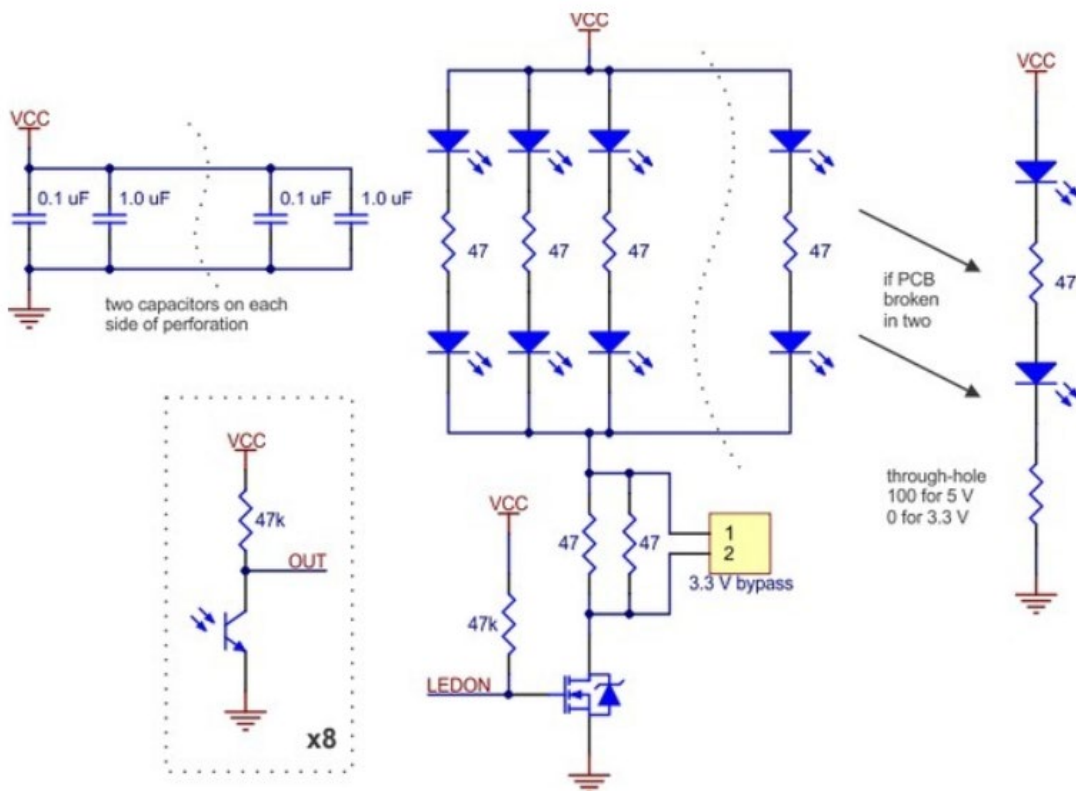 VCC
0.1 uF
1.0 uF
0.1 uF
1.0 uF
two capacitors on each
side of perforation
VCC
47
47
47
47
if PCB
broken
in two
VCC
47
through-hole
100 for 5 V
0 for 3.3 V
VCC
47k
OUT
x8
VCC
47k
LEDON
47
47
1
2
3.3 V bypass